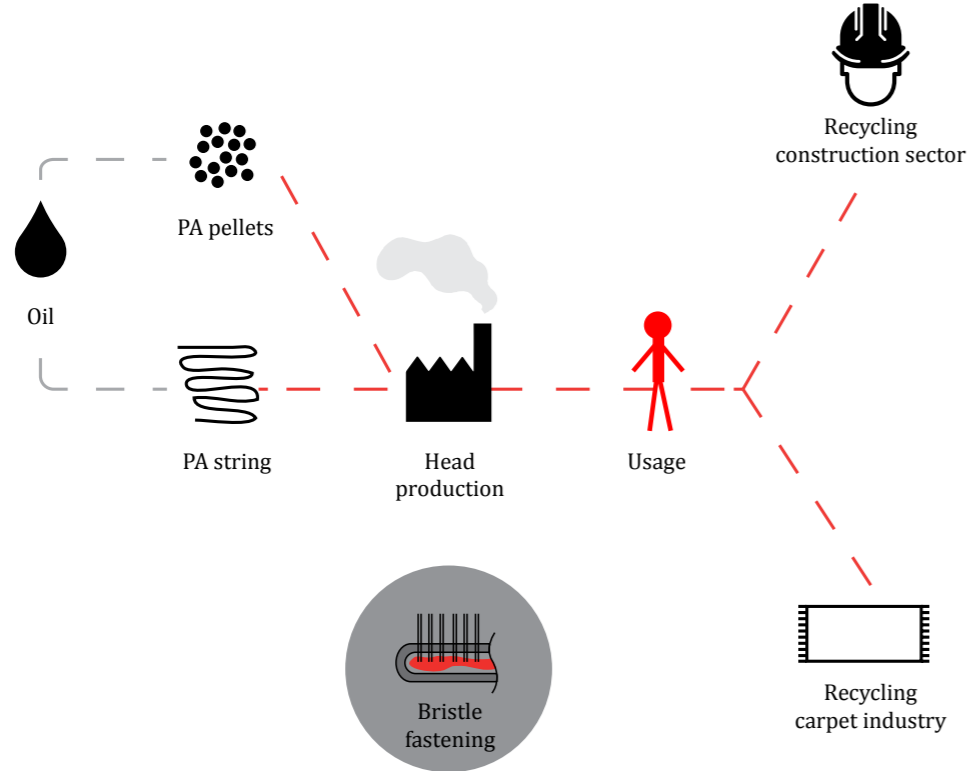 Recycling
construction sector
PA pellets
Oil
PA string
Head
production
Usage
Bristle
fastening
Recycling
carpet industry